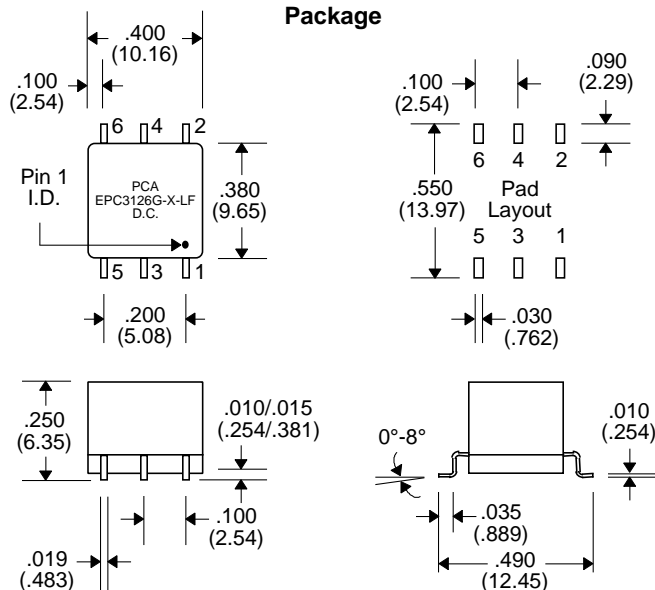 Package
.400
(10.16)
.100
(2.54)
6 4 2
Pin 1
I.D.
PCA
EPC3126G-X-LF
D.C.
.380
(9.65)
5 3 1
.200
(5.08)
.100
(2.54)
.090
(2.29)
6 4 2
.550
(13.97)
Pad
Layout
5 3 1
.030
(.762)
.250
(6.35)
.010/.015
(.254/.381)
.100
(2.54)
.019
(.483)
0°-8°
.010
(.254)
.035
(.889)
.490
(12.45)